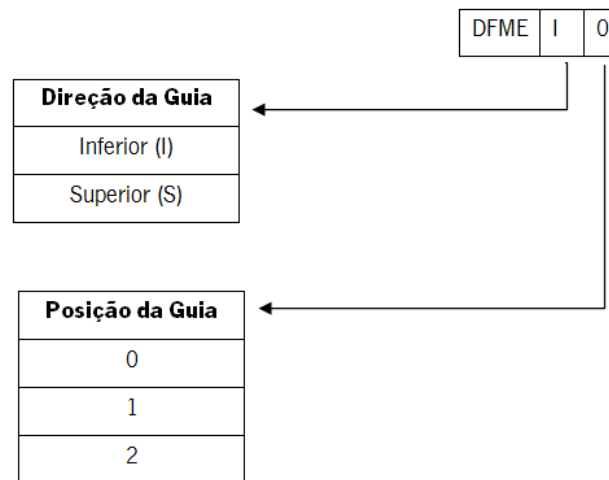 DFME I 0
Direção da Guia
Inferior (I)
Superior (S)
Posição da Guia
0
1
2